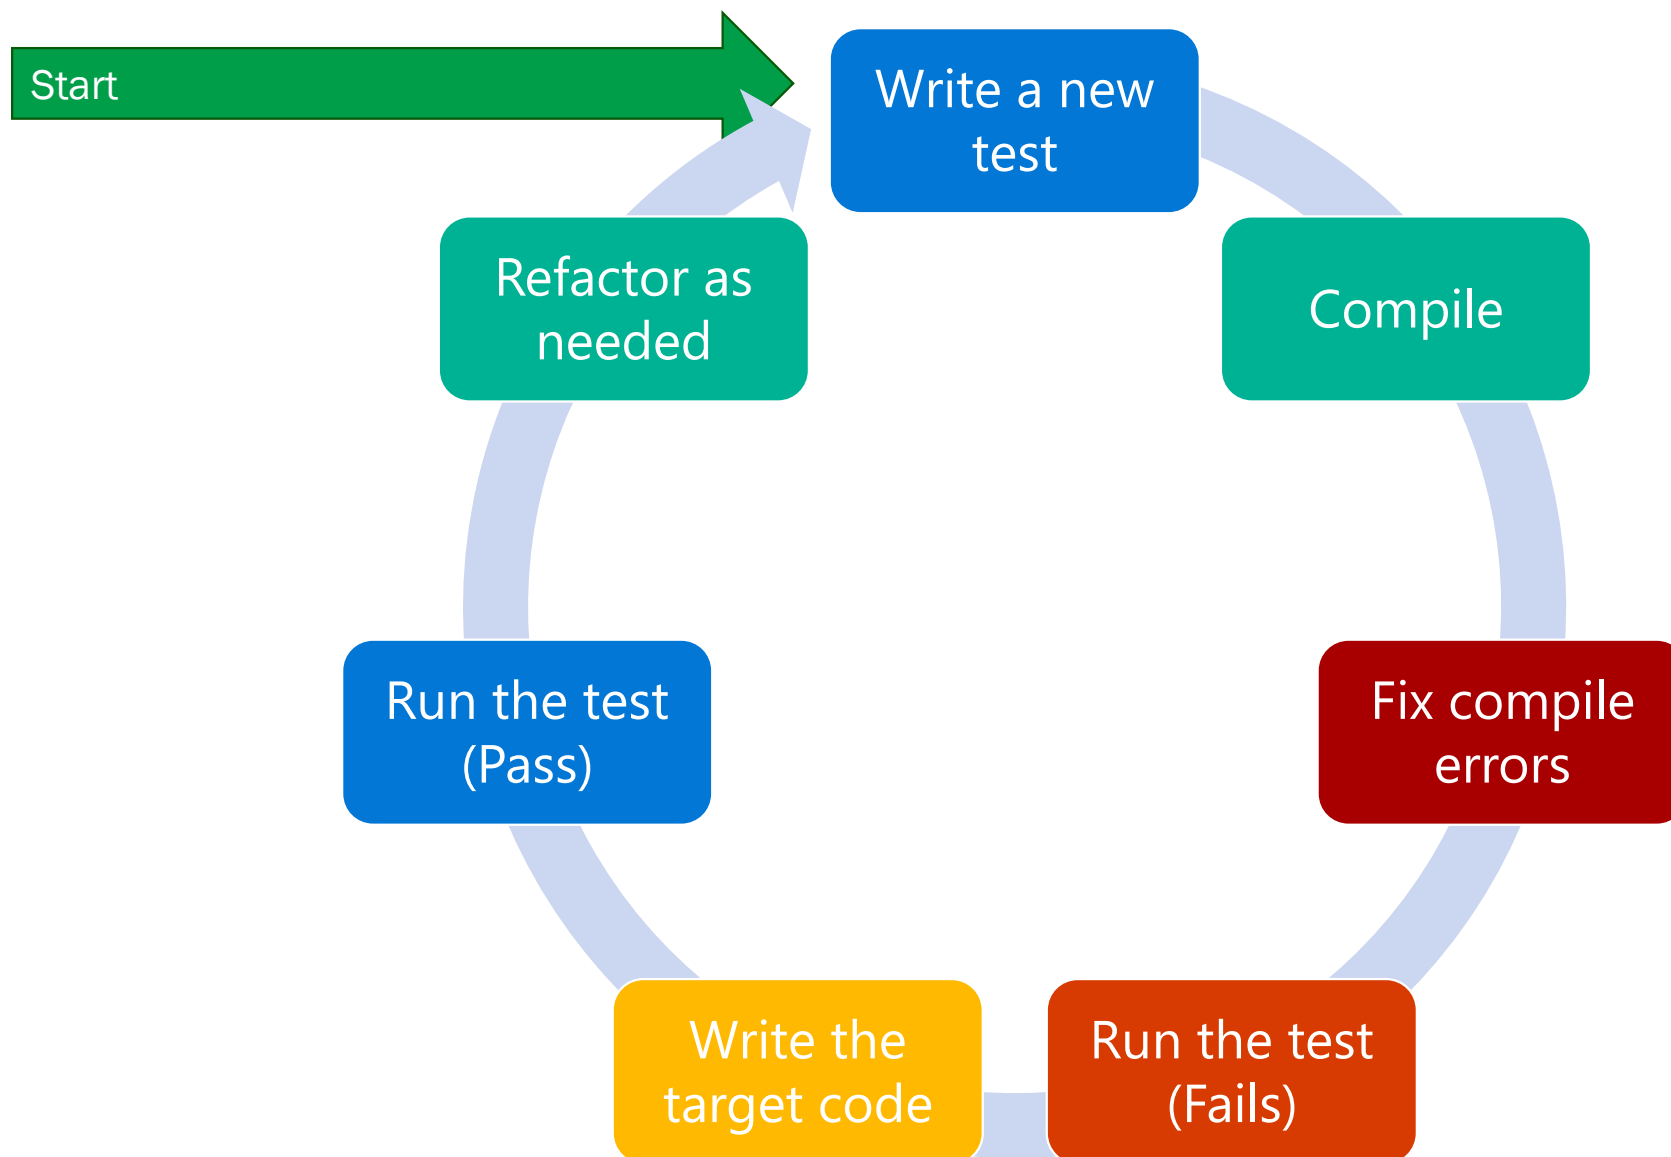 Start
Write a new
test
Compile
Fix compile
errors
Run the test
(Fails)
Write the
target code
Run the test
(Pass)
Refactor as
needed